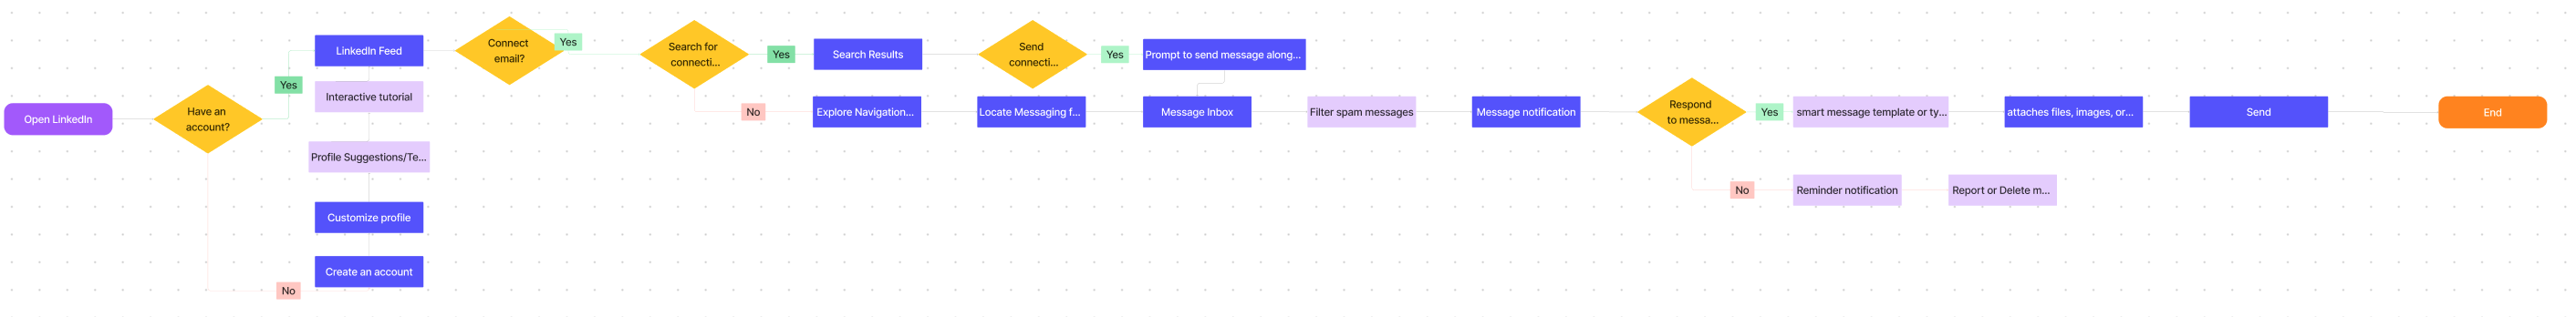 Open LinkedIn
Have an
account?
Yes
No
LinkedIn Feed
Interactive tutorial
Profile Suggestions/Te...
Customize profile
Create an account
Connect
email?
Yes
Search for
connecti...
Yes
No
Search Results
Explore Navigation...
Send
connecti...
Yes
Locate Messaging f...
Prompt to send message along...
Message Inbox
Filter spam messages
Message notification
Respond
to messa...
Yes
No
smart message template or ty...
attaches files, images, or...
Send
End
Reminder notification
Report or Delete m...